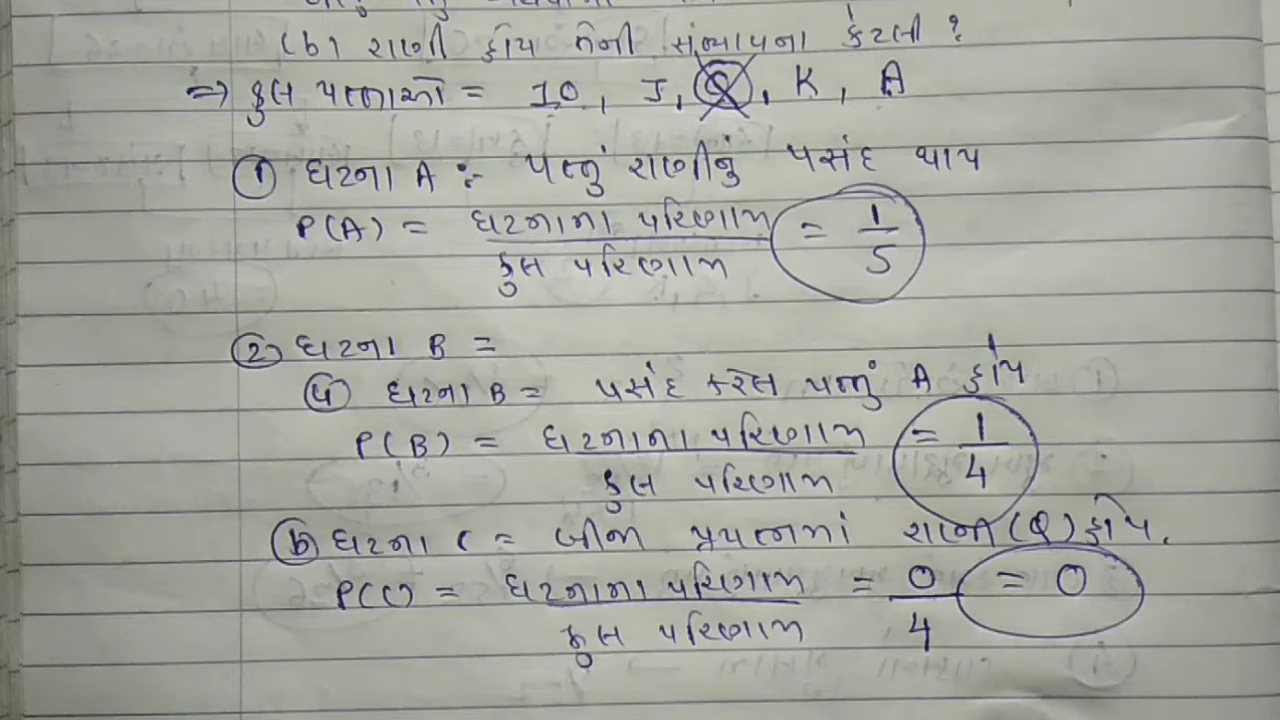 (b) રાણી હોય તેની સંભાવના કેટલી ?
⇒ કુલ પત્તાઓ = 10, J, Q, K, A
① ઘટના A :- પત્તું રાણીનું પસંદ થાય
P(A) = ઘટનાના પરિણામ / કુલ પરિણામ = 1/5
② ઘટના B =
ⓐ ઘટના B = પસંદ કરેલ પત્તું A હોય
P(B) = ઘટનાના પરિણામ / કુલ પરિણામ = 1/4
ⓑ ઘટના C = બીજા પ્રયત્નમાં રાણી (Q) હોય.
P(C) = ઘટનાના પરિણામ / કુલ પરિણામ = 0/4 = 0